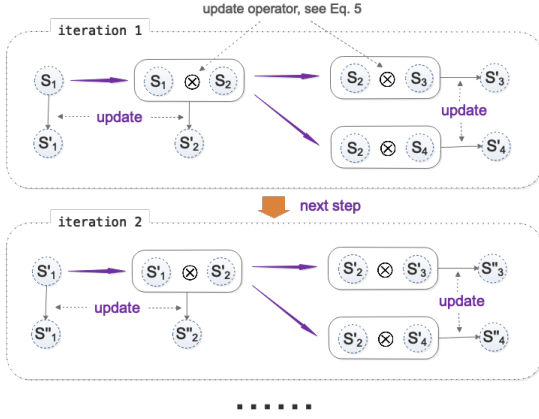 update operator, see Eq. 5
iteration 1
S₁ S₁ ⊗ S₂ S₂ ⊗ S₃ S'₃
update update
S'₁ S'₂ S₂ ⊗ S₄ S'₄
next step
iteration 2
S'₁ S'₁ ⊗ S'₂ S'₂ ⊗ S'₃ S"₃
update update
S"₁ S"₂ S'₂ ⊗ S'₄ S"₄
......